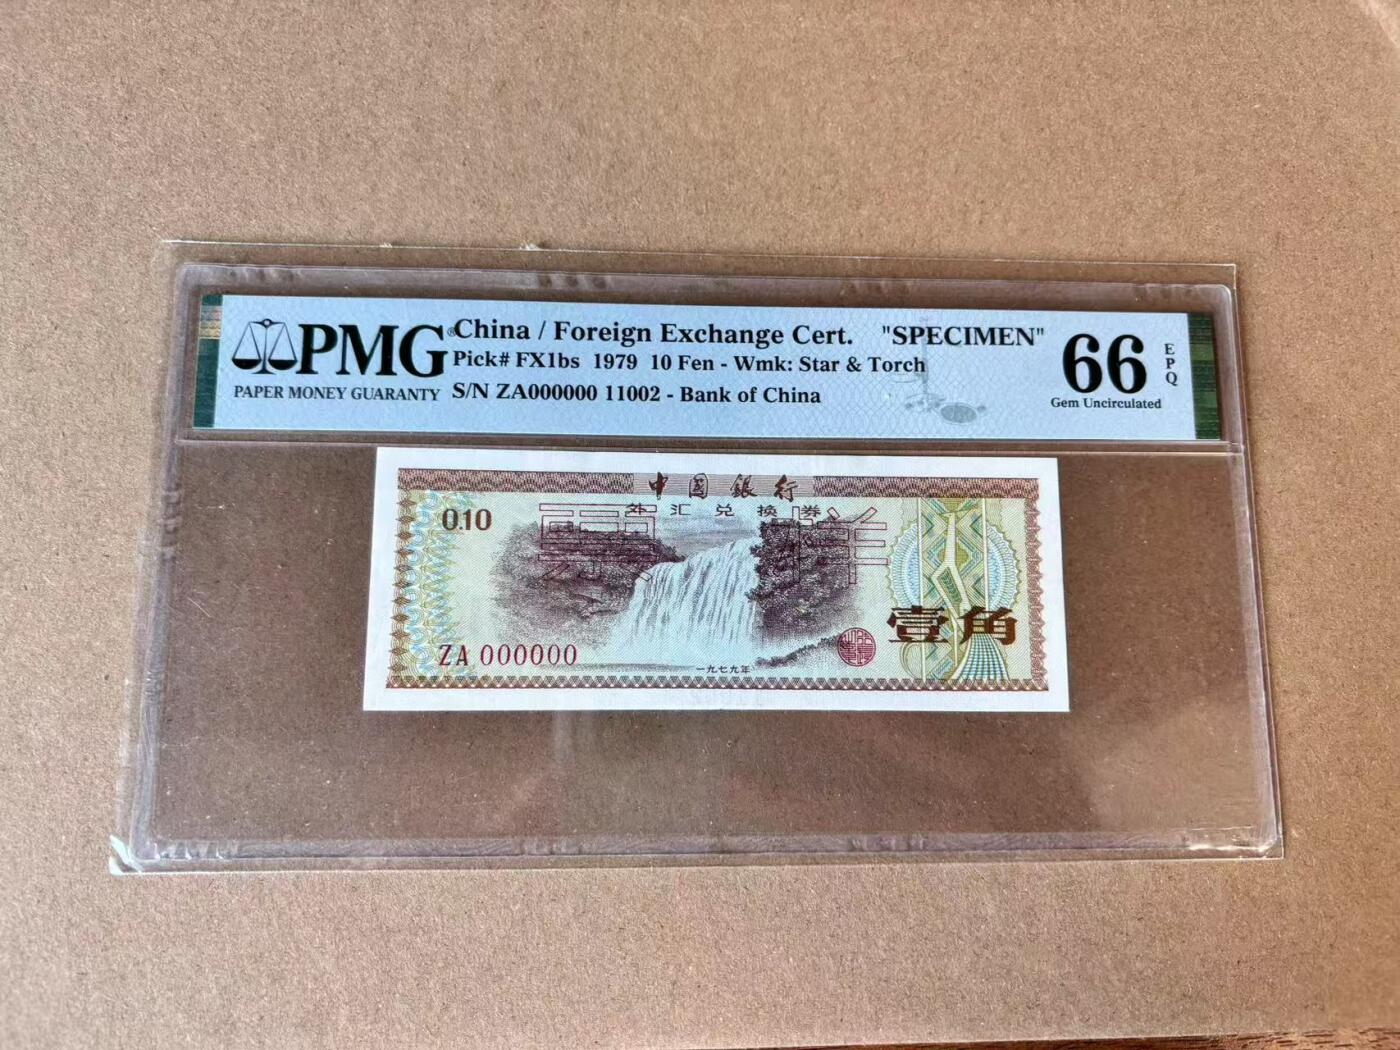 PMG®
PAPER MONEY GUARANTY
China / Foreign Exchange Cert. "SPECIMEN"
Pick# FX1bs 1979 10 Fen - Wmk: Star & Torch
S/N ZA000000 11002 - Bank of China
66 EPQ
Gem Uncirculated
中国銀行
外汇兑换券
0.10
票样
壹角
ZA 000000
一九七九年